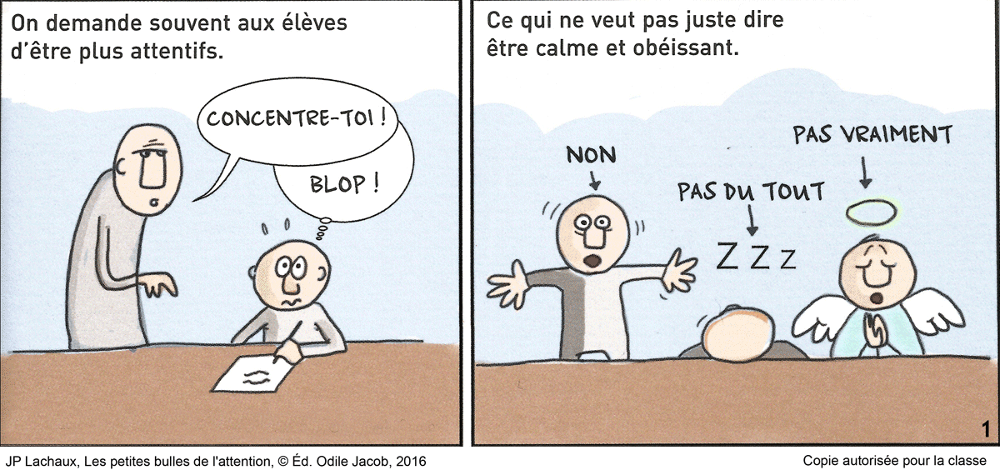 On demande souvent aux élèves
d'être plus attentifs.
CONCENTRE-TOI !
BLOP !
Ce qui ne veut pas juste dire
être calme et obéissant.
NON
PAS DU TOUT
PAS VRAIMENT
Z Z Z
1
JP Lachaux, Les petites bulles de l'attention, © Éd. Odile Jacob, 2016
Copie autorisée pour la classe